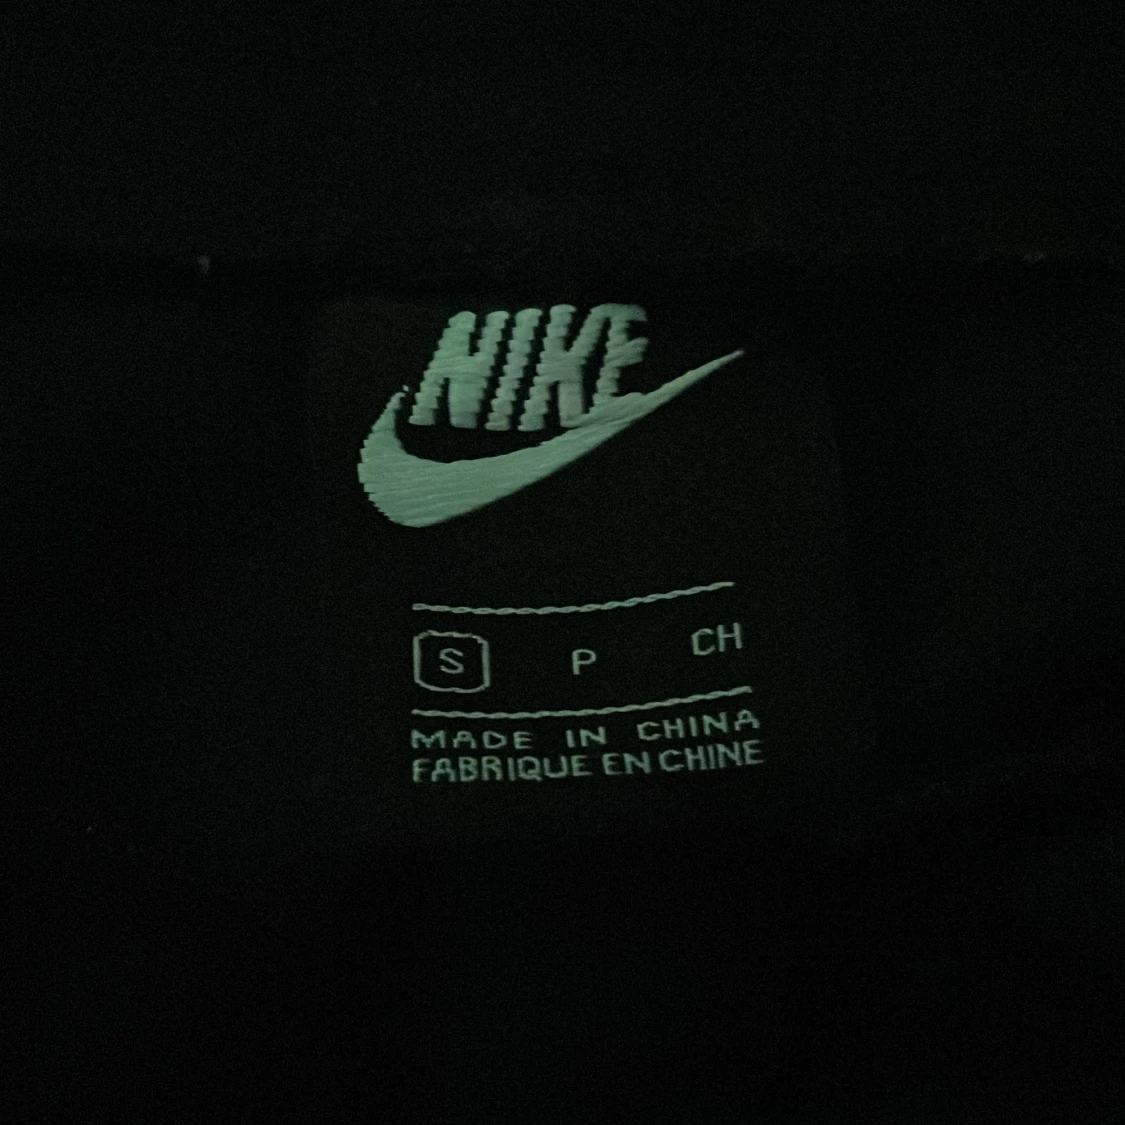 NIKE
S P CH
MADE IN CHINA
FABRIQUE EN CHINE